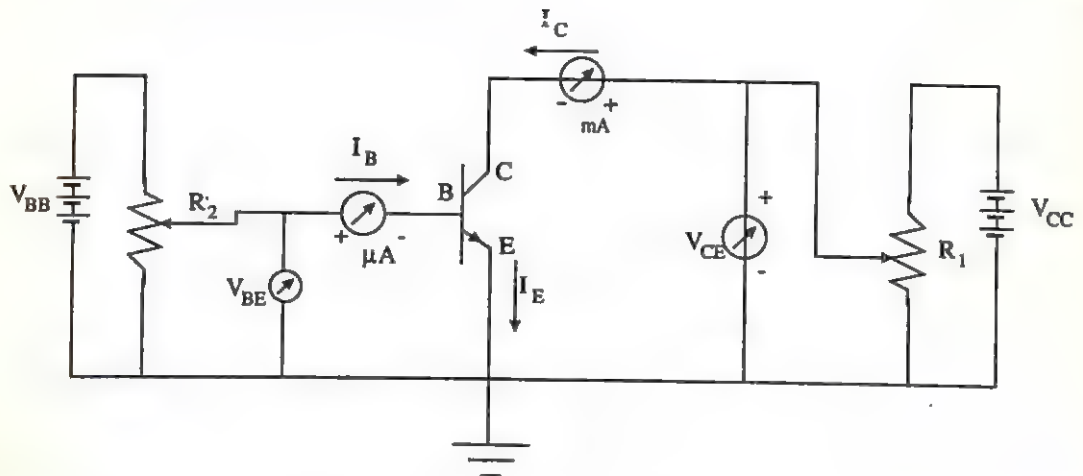 I_C
- +
mA
I_B
B C
V_BB
R_2
+ -
µA
E
V_BE
I_E
+
V_CE
-
R_1
V_CC